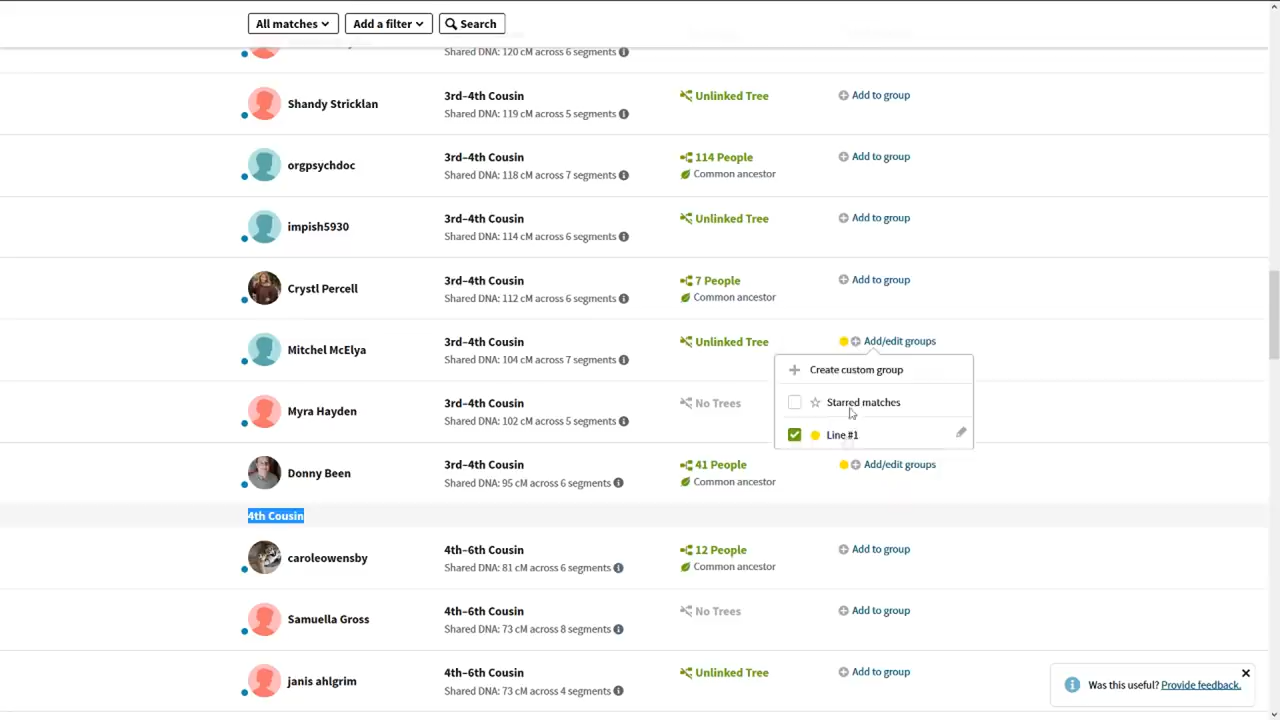 All matches
Add a filter
Search
Shared DNA: 120 cM across 6 segments
Shandy Stricklan
3rd–4th Cousin
Shared DNA: 119 cM across 5 segments
Unlinked Tree
Add to group
orgpsychdoc
3rd–4th Cousin
Shared DNA: 118 cM across 7 segments
114 People
Common ancestor
Add to group
impish5930
3rd–4th Cousin
Shared DNA: 114 cM across 6 segments
Unlinked Tree
Add to group
Crystl Percell
3rd–4th Cousin
Shared DNA: 112 cM across 6 segments
7 People
Common ancestor
Add to group
Mitchel McElya
3rd–4th Cousin
Shared DNA: 104 cM across 7 segments
Unlinked Tree
Add/edit groups
Create custom group
Starred matches
Line #1
Myra Hayden
3rd–4th Cousin
Shared DNA: 102 cM across 5 segments
No Trees
Donny Been
3rd–4th Cousin
Shared DNA: 95 cM across 6 segments
41 People
Common ancestor
Add/edit groups
4th Cousin
caroleowensby
4th–6th Cousin
Shared DNA: 81 cM across 6 segments
12 People
Common ancestor
Add to group
Samuella Gross
4th–6th Cousin
Shared DNA: 73 cM across 8 segments
No Trees
Add to group
janis ahlgrim
4th–6th Cousin
Shared DNA: 73 cM across 4 segments
Unlinked Tree
Add to group
Was this useful? Provide feedback.